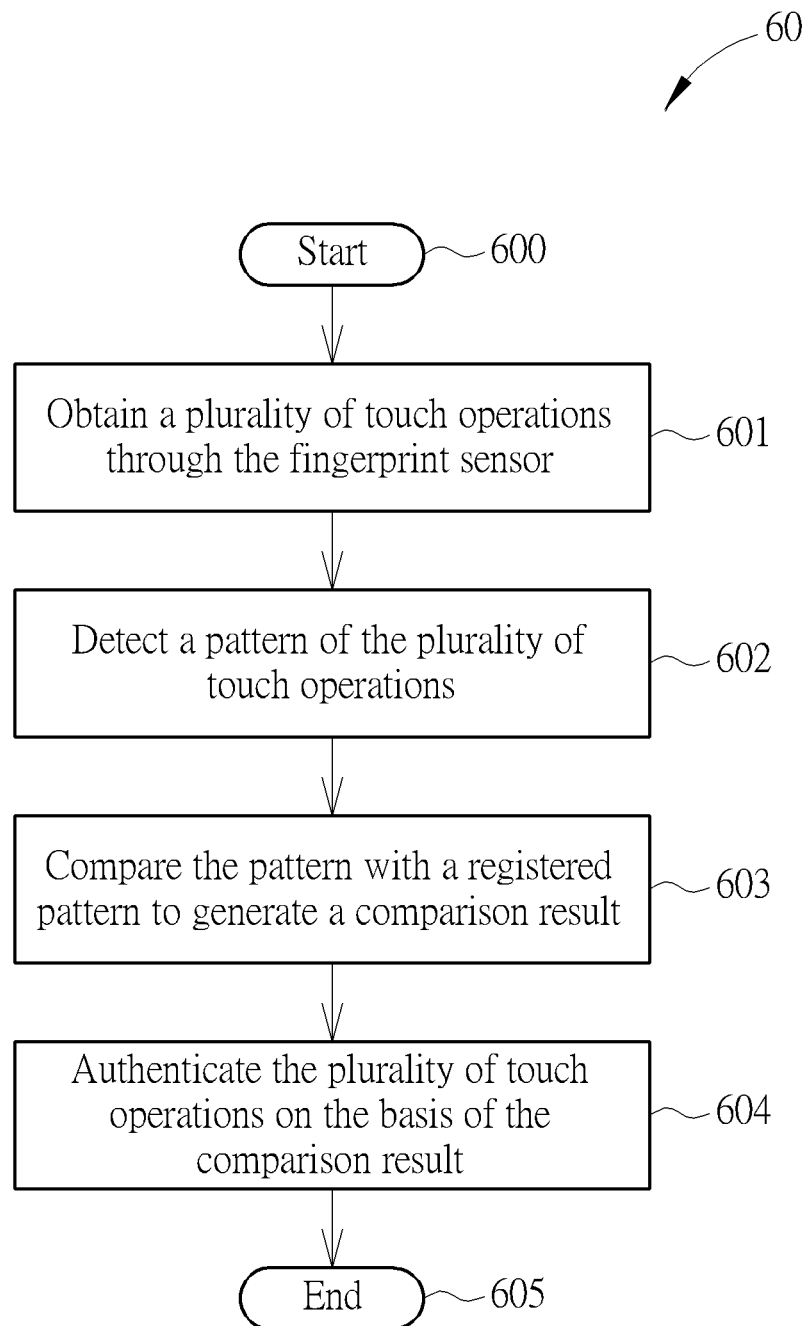 60
Start
600
Obtain a plurality of touch operations
through the fingerprint sensor
601
Detect a pattern of the plurality of
touch operations
602
Compare the pattern with a registered
pattern to generate a comparison result
603
Authenticate the plurality of touch
operations on the basis of the
comparison result
604
End
605